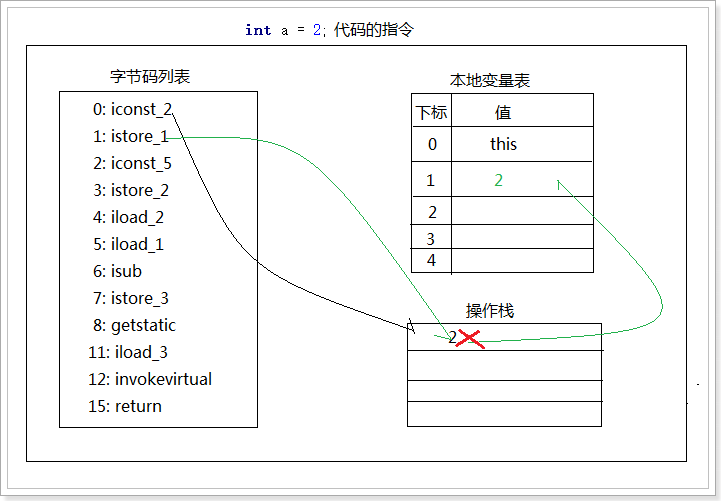 int a = 2; 代码的指令
字节码列表
0: iconst_2
1: istore_1
2: iconst_5
3: istore_2
4: iload_2
5: iload_1
6: isub
7: istore_3
8: getstatic
11: iload_3
12: invokevirtual
15: return
本地变量表
下标 值
0 this
1 2
2
3
4
操作栈
2